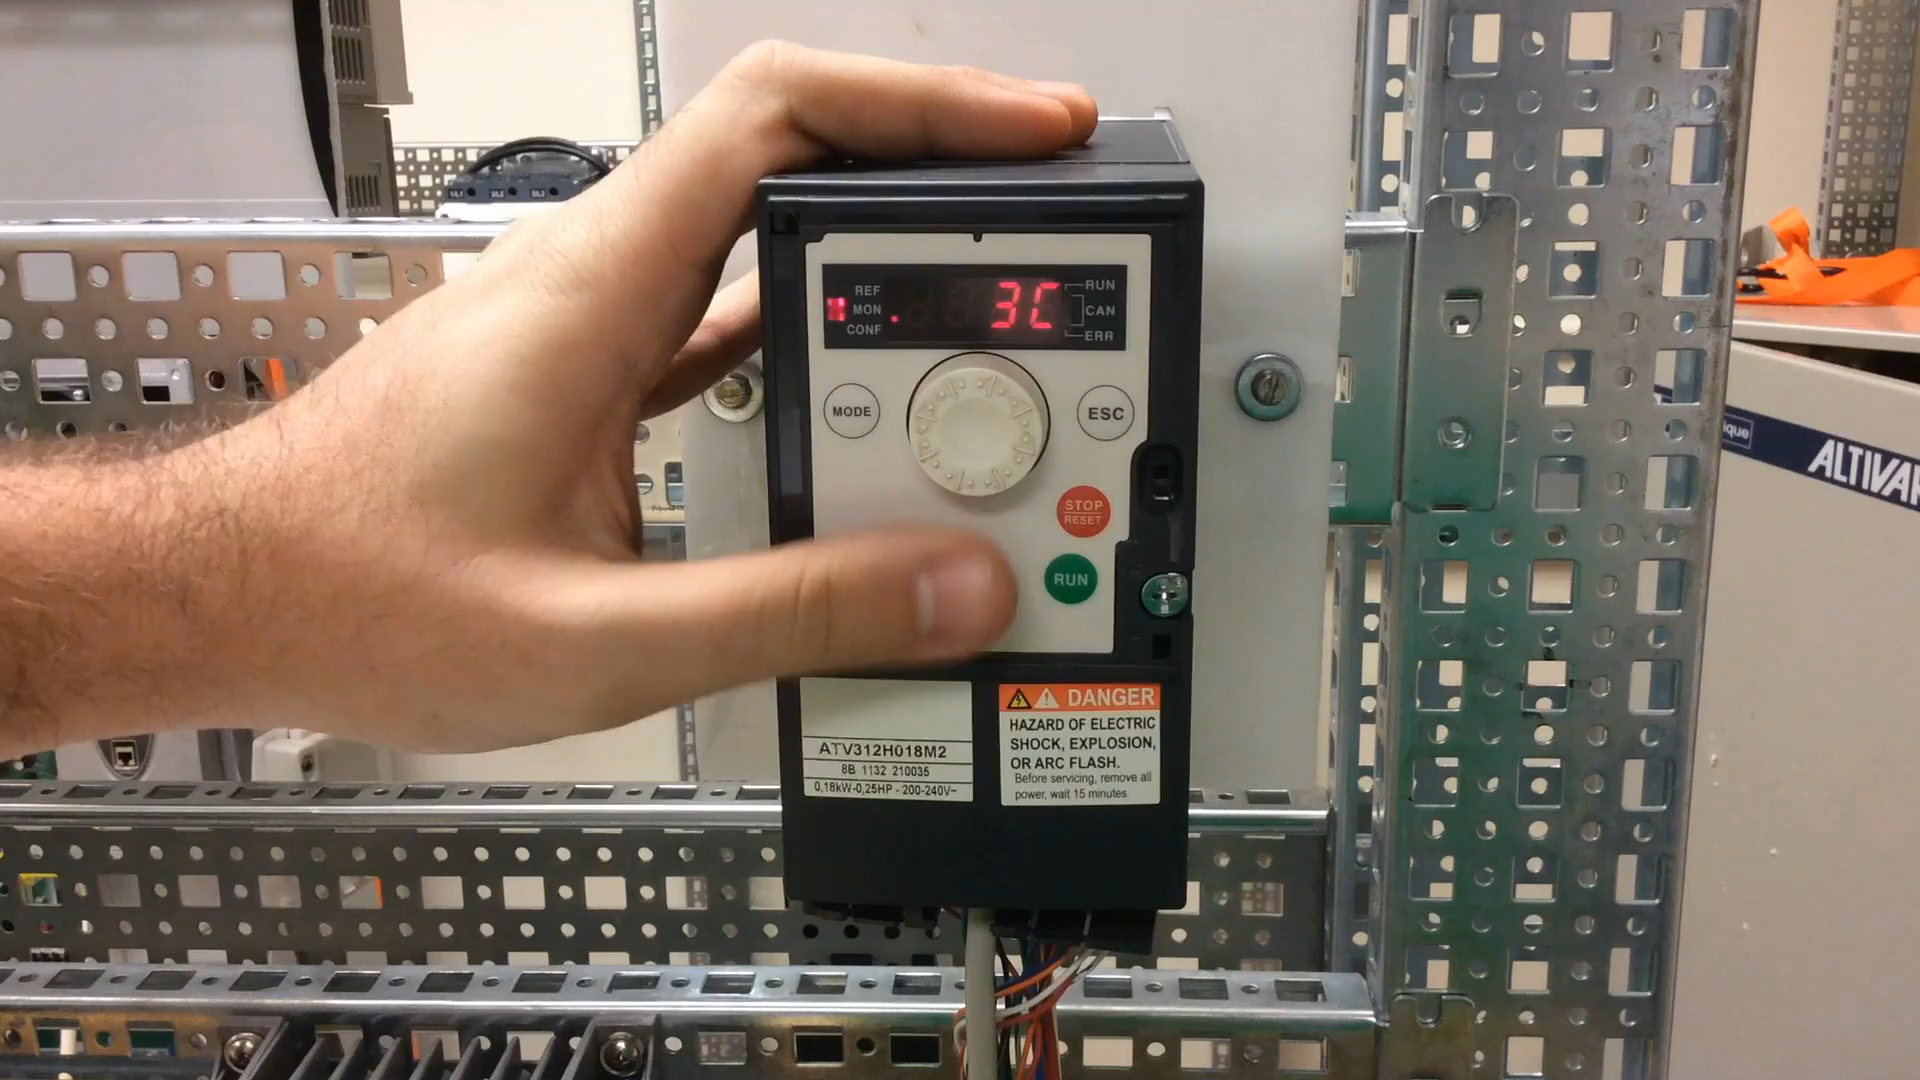 REF
MON
CONF
3C
RUN
CAN
ERR
MODE
ESC
STOP
RESET
RUN
ATV312H018M2
8B 1132 210035
0,18kW-0,25HP - 200-240V~
DANGER
HAZARD OF ELECTRIC
SHOCK, EXPLOSION,
OR ARC FLASH.
Before servicing, remove all
power, wait 15 minutes.
ique
ALTIVAR